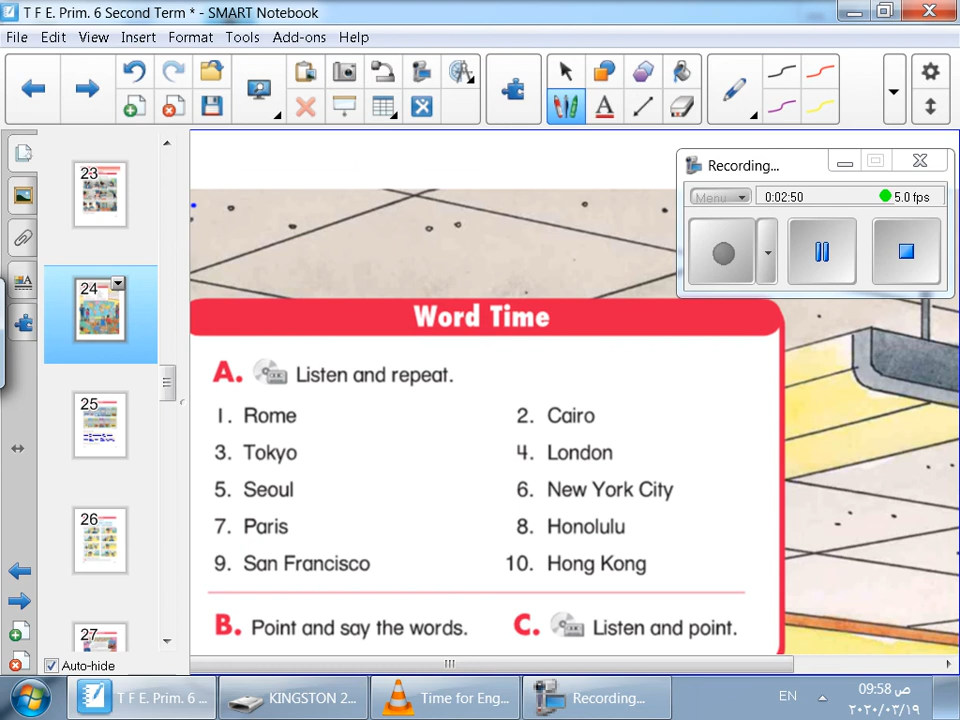 T F E. Prim. 6 Second Term * - SMART Notebook
File Edit View Insert Format Tools Add-ons Help
Recording...
Menu 0:02:50 5.0 fps
23
24
25
26
27
Word Time
A. Listen and repeat.
1. Rome 2. Cairo
3. Tokyo 4. London
5. Seoul 6. New York City
7. Paris 8. Honolulu
9. San Francisco 10. Hong Kong
B. Point and say the words. C. Listen and point.
Auto-hide
T F E. Prim. 6 ... KINGSTON 2... Time for Eng... Recording... EN 09:58 ص
٢٠٢٠/٠٣/١٩